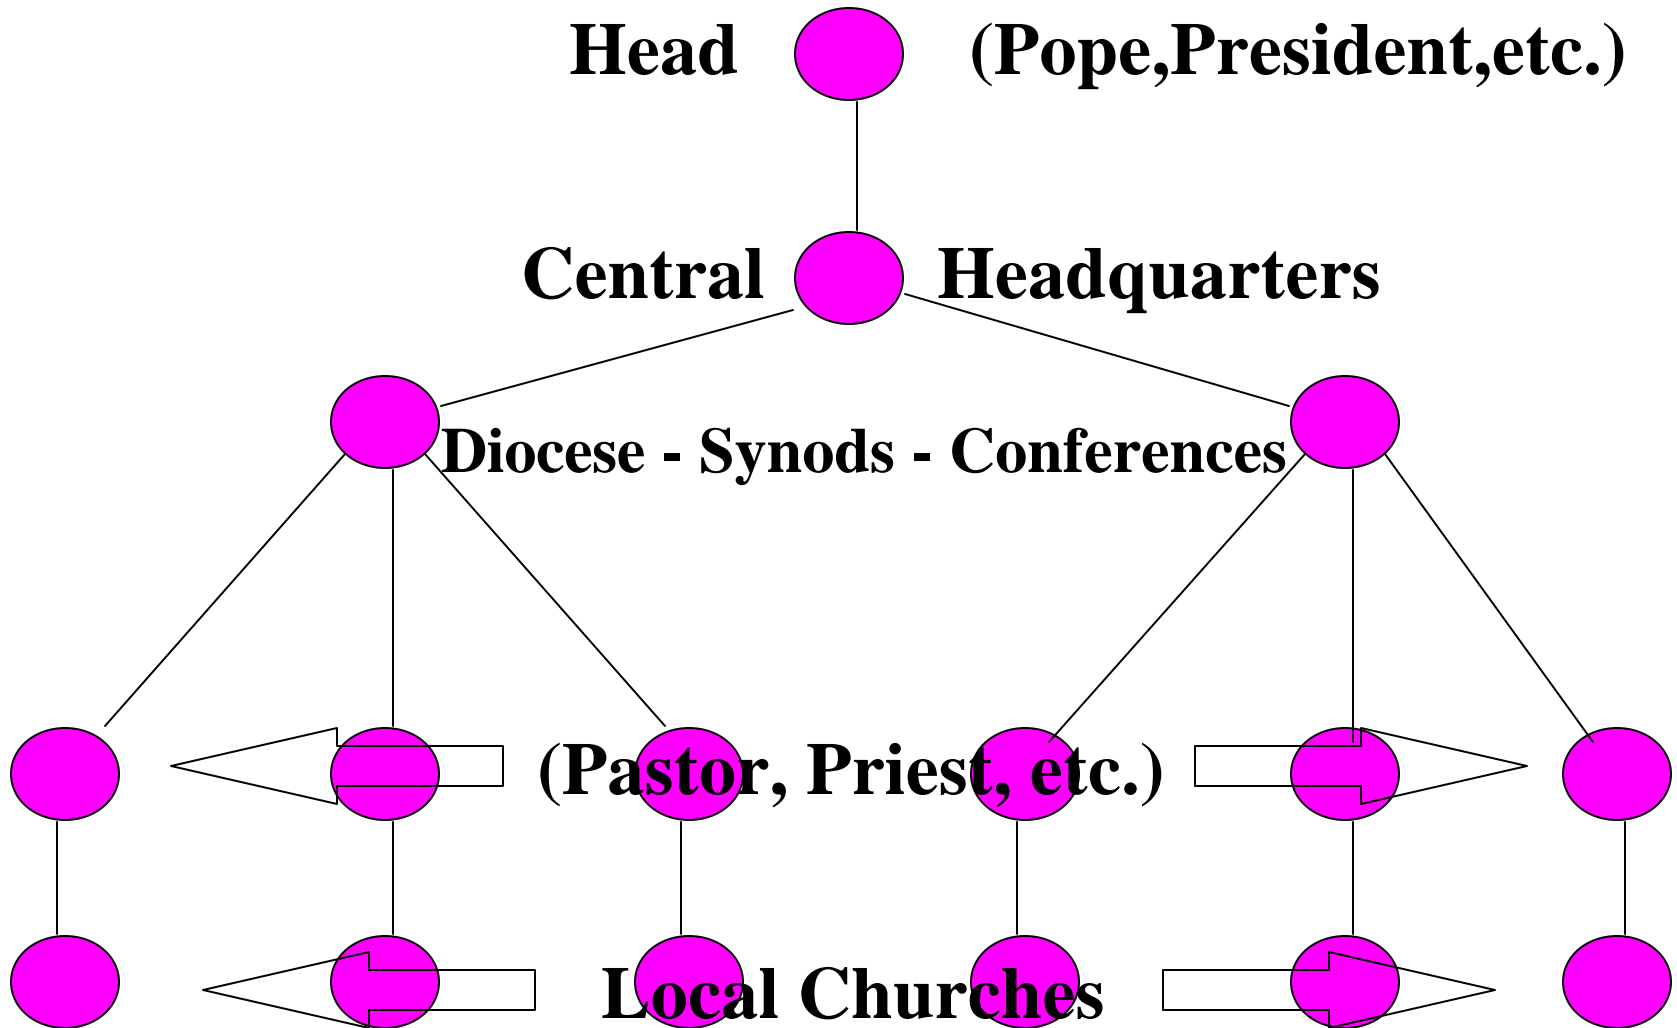 Head (Pope,President,etc.)
Central Headquarters
Diocese - Synods - Conferences
(Pastor, Priest, etc.)
Local Churches